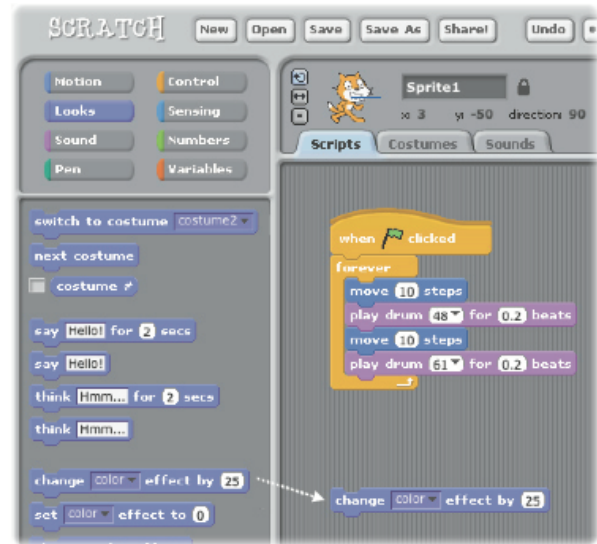 SCRATCH New Open Save Save As Share! Undo
Motion Control
Looks Sensing
Sound Numbers
Pen Variables
switch to costume costume2
next costume
costume #
say Hello! for 2 secs
say Hello!
think Hmm... for 2 secs
think Hmm...
change color effect by 25
set color effect to 0
Sprite1
x: 3 y: -50 direction: 90
Scripts Costumes Sounds
when clicked
forever
move 10 steps
play drum 48 for 0.2 beats
move 10 steps
play drum 61 for 0.2 beats
change color effect by 25